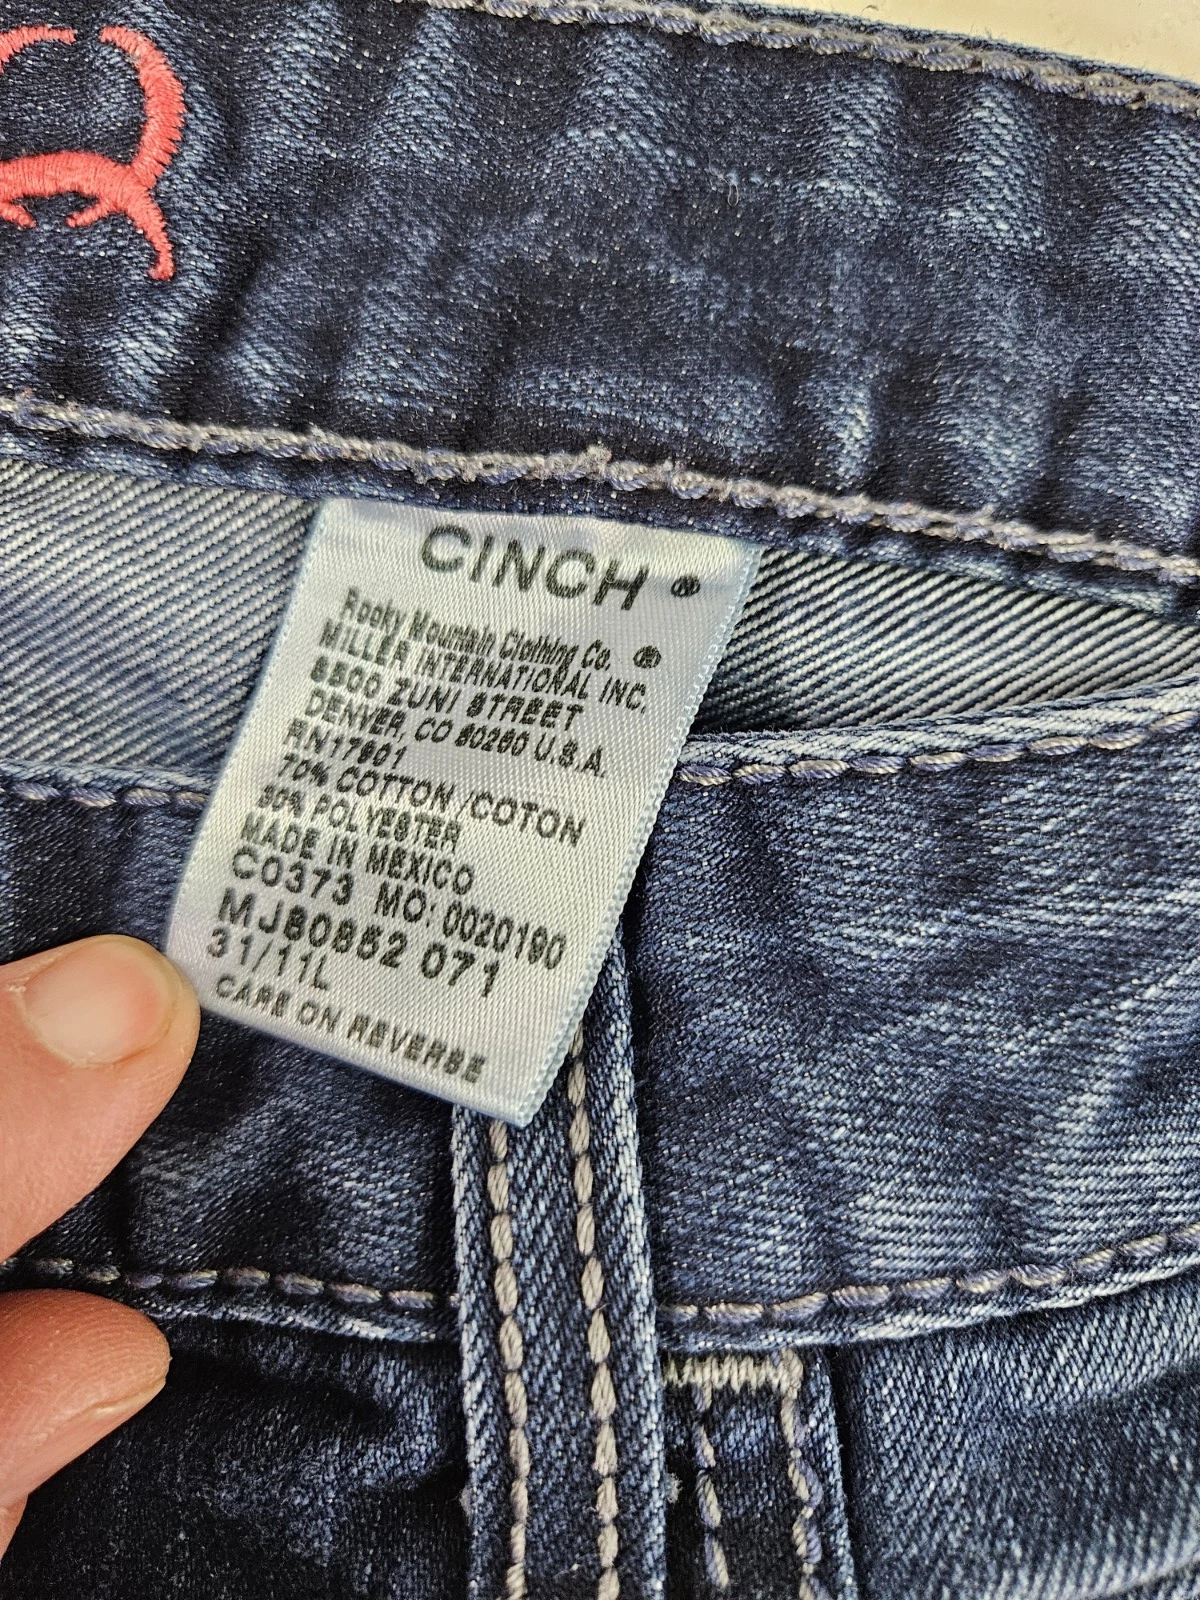 CINCH ®
Rocky Mountain Clothing Co. ®
MILLER INTERNATIONAL INC.
8500 ZUNI STREET
DENVER, CO 80260 U.S.A.
RN17901
70% COTTON /COTON
30% POLYESTER
MADE IN MEXICO
C0373 MO: 0020190
MJ80852 071
31/11L
CARE ON REVERSE